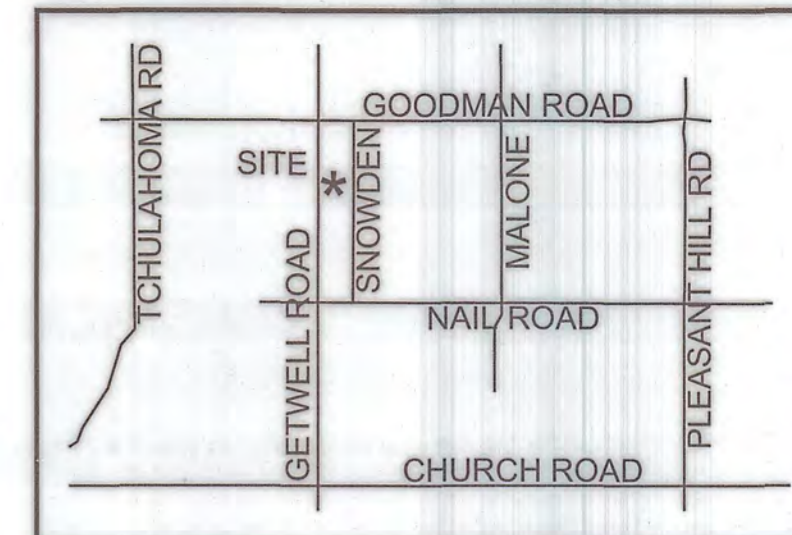 TCHULAHOMA RD
GOODMAN ROAD
SITE
*
SNOWDEN
MALONE
PLEASANT HILL RD
GETWELL ROAD
NAIL ROAD
CHURCH ROAD